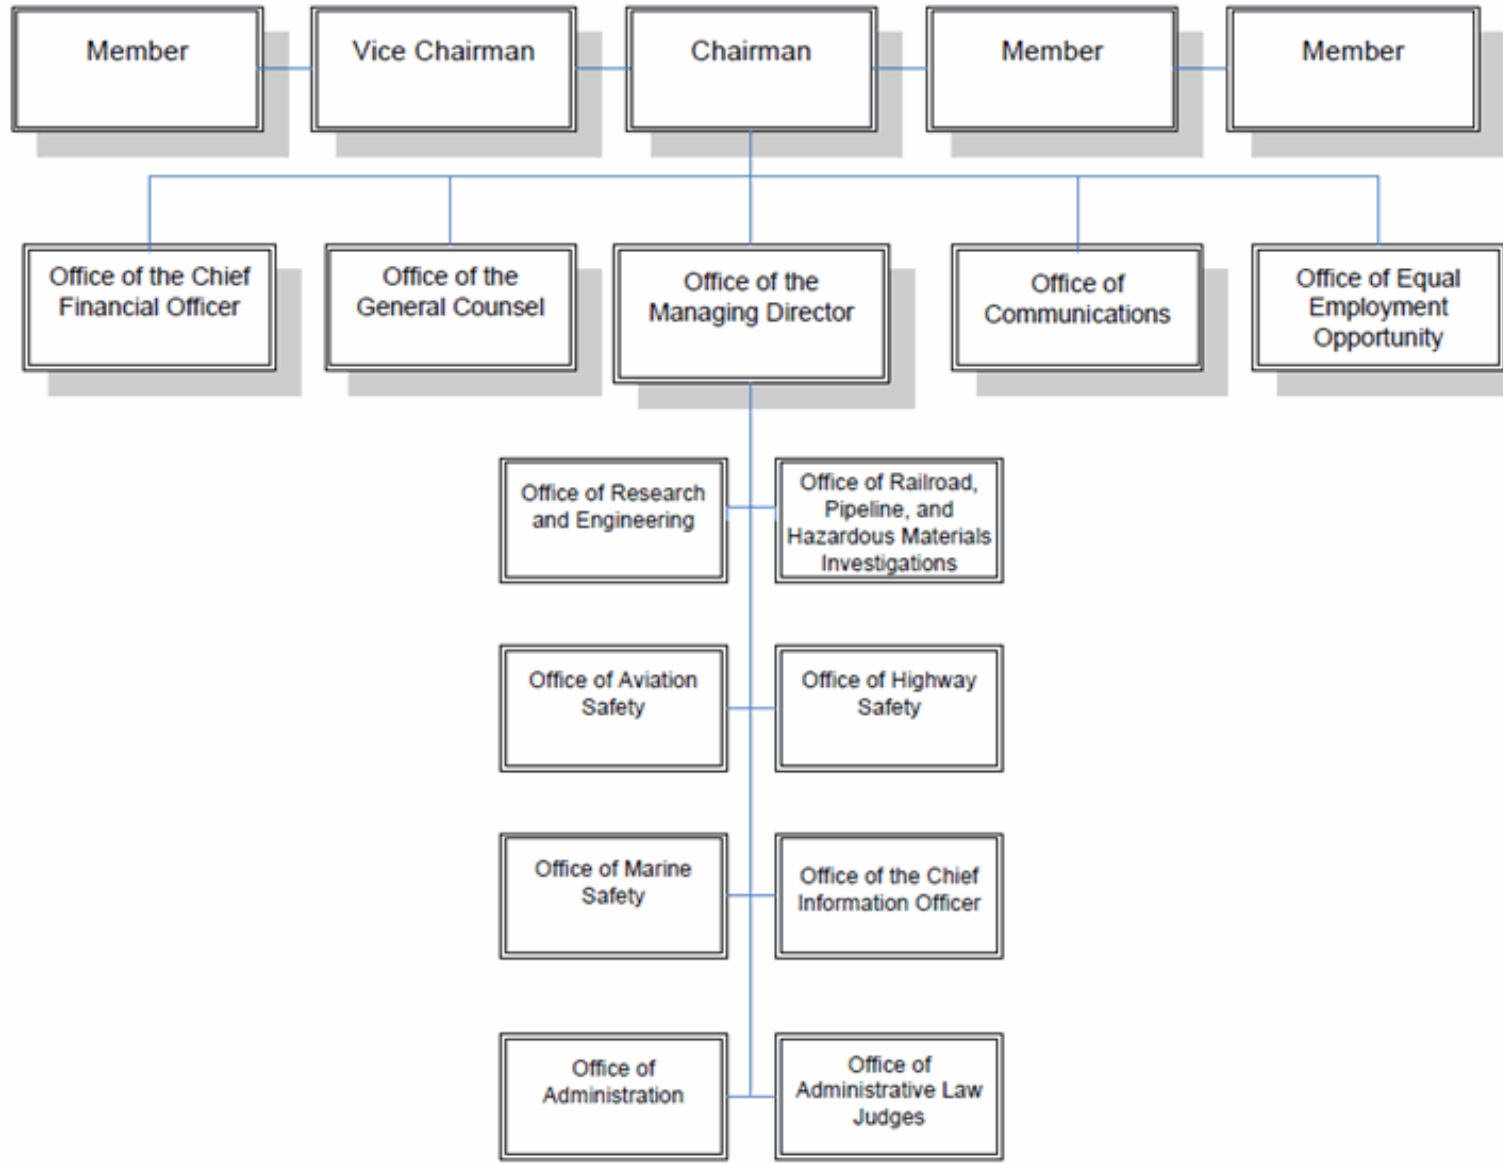 Member
Vice Chairman
Chairman
Member
Member
Office of the Chief
Financial Officer
Office of the
General Counsel
Office of the
Managing Director
Office of
Communications
Office of Equal
Employment
Opportunity
Office of Research
and Engineering
Office of Railroad,
Pipeline, and
Hazardous Materials
Investigations
Office of Aviation
Safety
Office of Highway
Safety
Office of Marine
Safety
Office of the Chief
Information Officer
Office of
Administration
Office of
Administrative Law
Judges